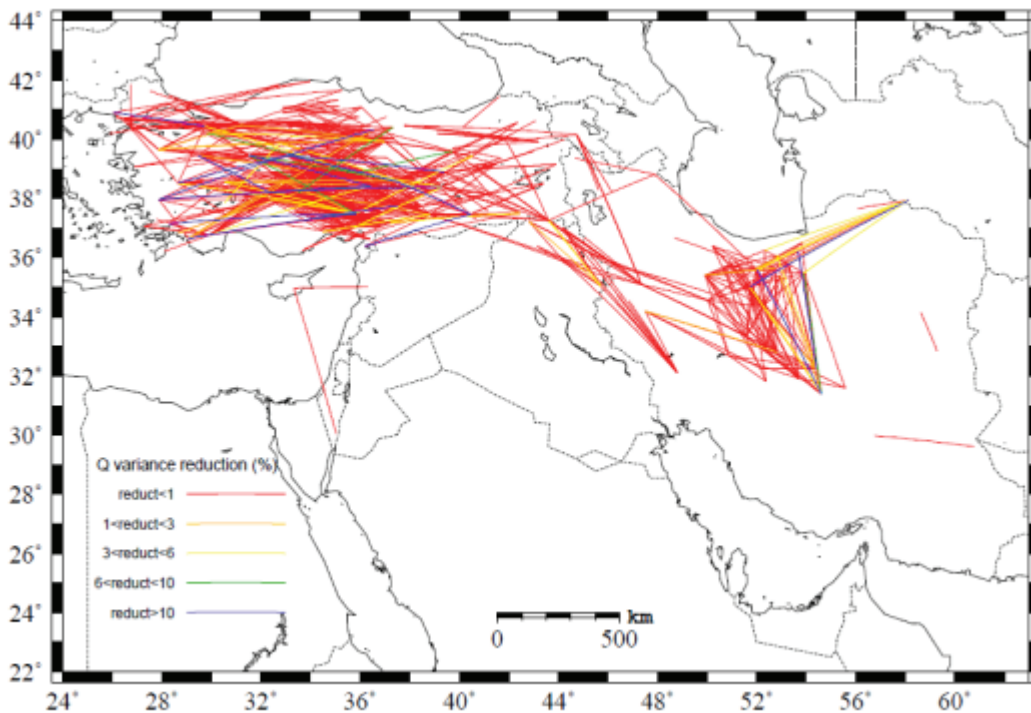 44°
42°
40°
38°
36°
34°
32°
30°
28°
26°
24°
22°
Q variance reduction (%)
reduct<1
1<reduct<3
3<reduct<6
6<reduct<10
reduct>10
km
0 500
24° 28° 32° 36° 40° 44° 48° 52° 56° 60°